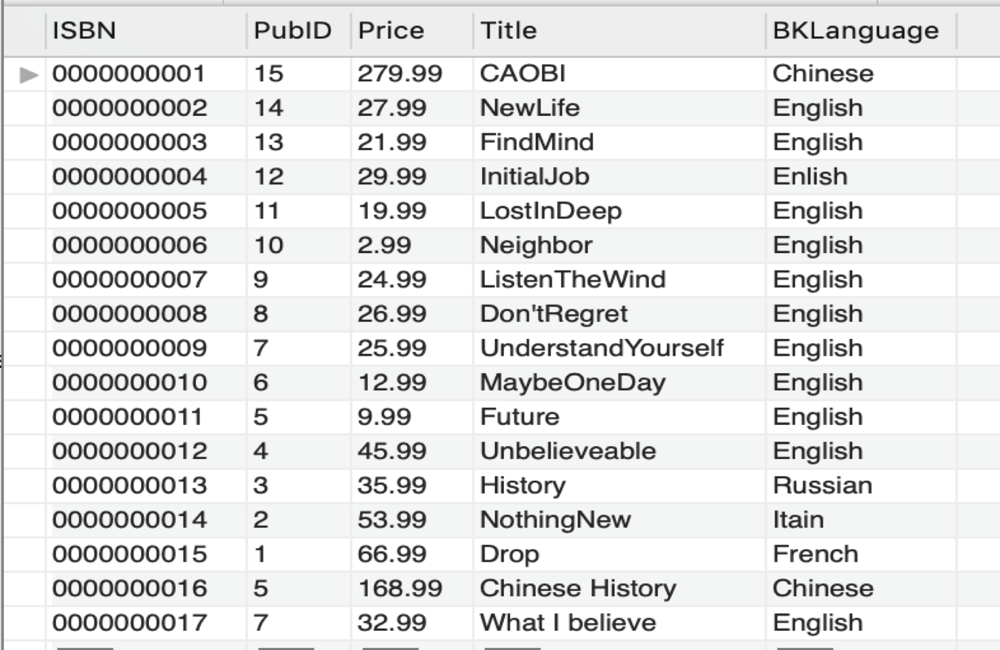 ISBN PubID Price Title BKLanguage
0000000001 15 279.99 CAOBI Chinese
0000000002 14 27.99 NewLife English
0000000003 13 21.99 FindMind English
0000000004 12 29.99 InitialJob Enlish
0000000005 11 19.99 LostInDeep English
0000000006 10 2.99 Neighbor English
0000000007 9 24.99 ListenTheWind English
0000000008 8 26.99 Don'tRegret English
0000000009 7 25.99 UnderstandYourself English
0000000010 6 12.99 MaybeOneDay English
0000000011 5 9.99 Future English
0000000012 4 45.99 Unbelieveable English
0000000013 3 35.99 History Russian
0000000014 2 53.99 NothingNew Itain
0000000015 1 66.99 Drop French
0000000016 5 168.99 Chinese History Chinese
0000000017 7 32.99 What I believe English